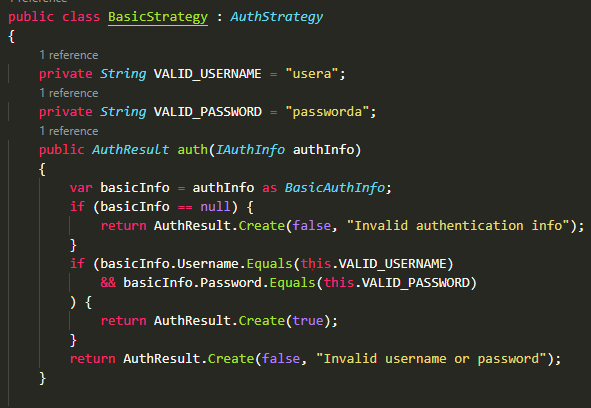 1 reference
public class BasicStrategy : AuthStrategy
{
1 reference
private String VALID_USERNAME = "usera";
1 reference
private String VALID_PASSWORD = "passworda";
1 reference
public AuthResult auth(IAuthInfo authInfo)
{
var basicInfo = authInfo as BasicAuthInfo;
if (basicInfo == null) {
return AuthResult.Create(false, "Invalid authentication info");
}
if (basicInfo.Username.Equals(this.VALID_USERNAME)
&& basicInfo.Password.Equals(this.VALID_PASSWORD)
) {
return AuthResult.Create(true);
}
return AuthResult.Create(false, "Invalid username or password");
}